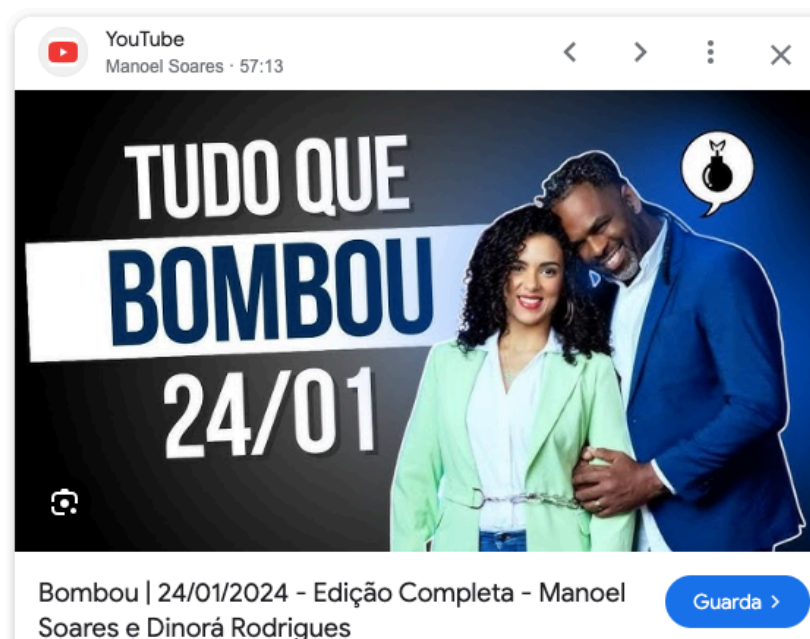 YouTube
Manoel Soares · 57:13
TUDO QUE
BOMBOU
24/01
Bombou | 24/01/2024 - Edição Completa - Manoel
Soares e Dinorá Rodrigues
Guarda